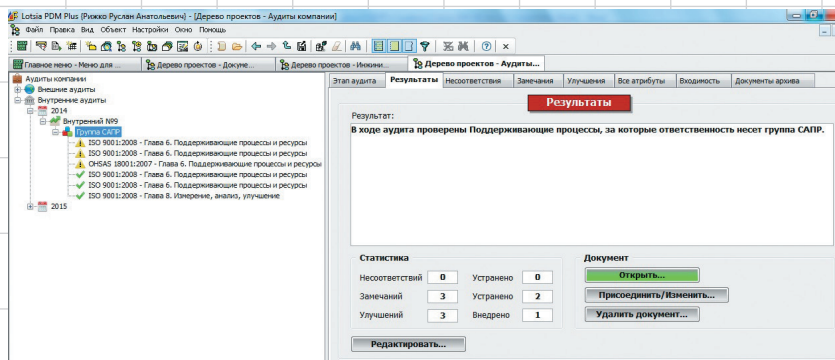 Lotsia PDM Plus {Рижко Руслан Анатольевич} - [Дерево проектов - Аудиты компании]
Файл Правка Вид Объект Настройки Окно Помощь
Главное меню - Меню для ...
Дерево проектов - Докуме...
Дерево проектов - Инжини...
Дерево проектов - Аудиты...
Аудиты компании
Внешние аудиты
Внутренние аудиты
2014
Внутренний №9
Группа САПР
ISO 9001:2008 - Глава 6. Поддерживающие процессы и ресурсы
ISO 9001:2008 - Глава 6. Поддерживающие процессы и ресурсы
OHSAS 18001:2007 - Глава 6. Поддерживающие процессы и ресурсы
ISO 9001:2008 - Глава 6. Поддерживающие процессы и ресурсы
ISO 9001:2008 - Глава 6. Поддерживающие процессы и ресурсы
ISO 9001:2008 - Глава 8. Измерение, анализ, улучшение
2015
Этап аудита Результаты Несоответствия Замечания Улучшения Все атрибуты Входимость Документы архива
Результаты
Результат:
В ходе аудита проверены Поддерживающие процессы, за которые ответственность несет группа САПР.
Статистика
Несоответствий 0 Устранено 0
Замечаний 3 Устранено 2
Улучшений 3 Внедрено 1
Документ
Открыть...
Присоединить/Изменить...
Удалить документ...
Редактировать...